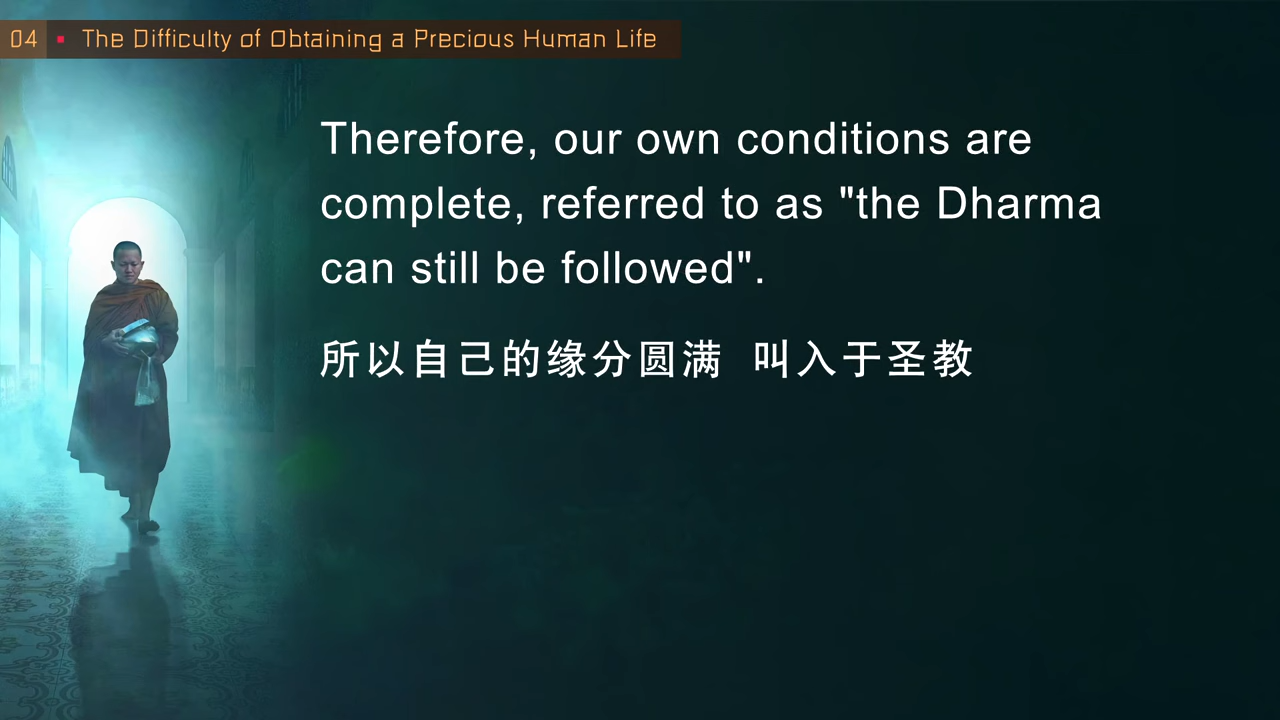 04 ▪ The Difficulty of Obtaining a Precious Human Life
Therefore, our own conditions are
complete, referred to as "the Dharma
can still be followed".
所以自己的缘分圆满 叫入于圣教